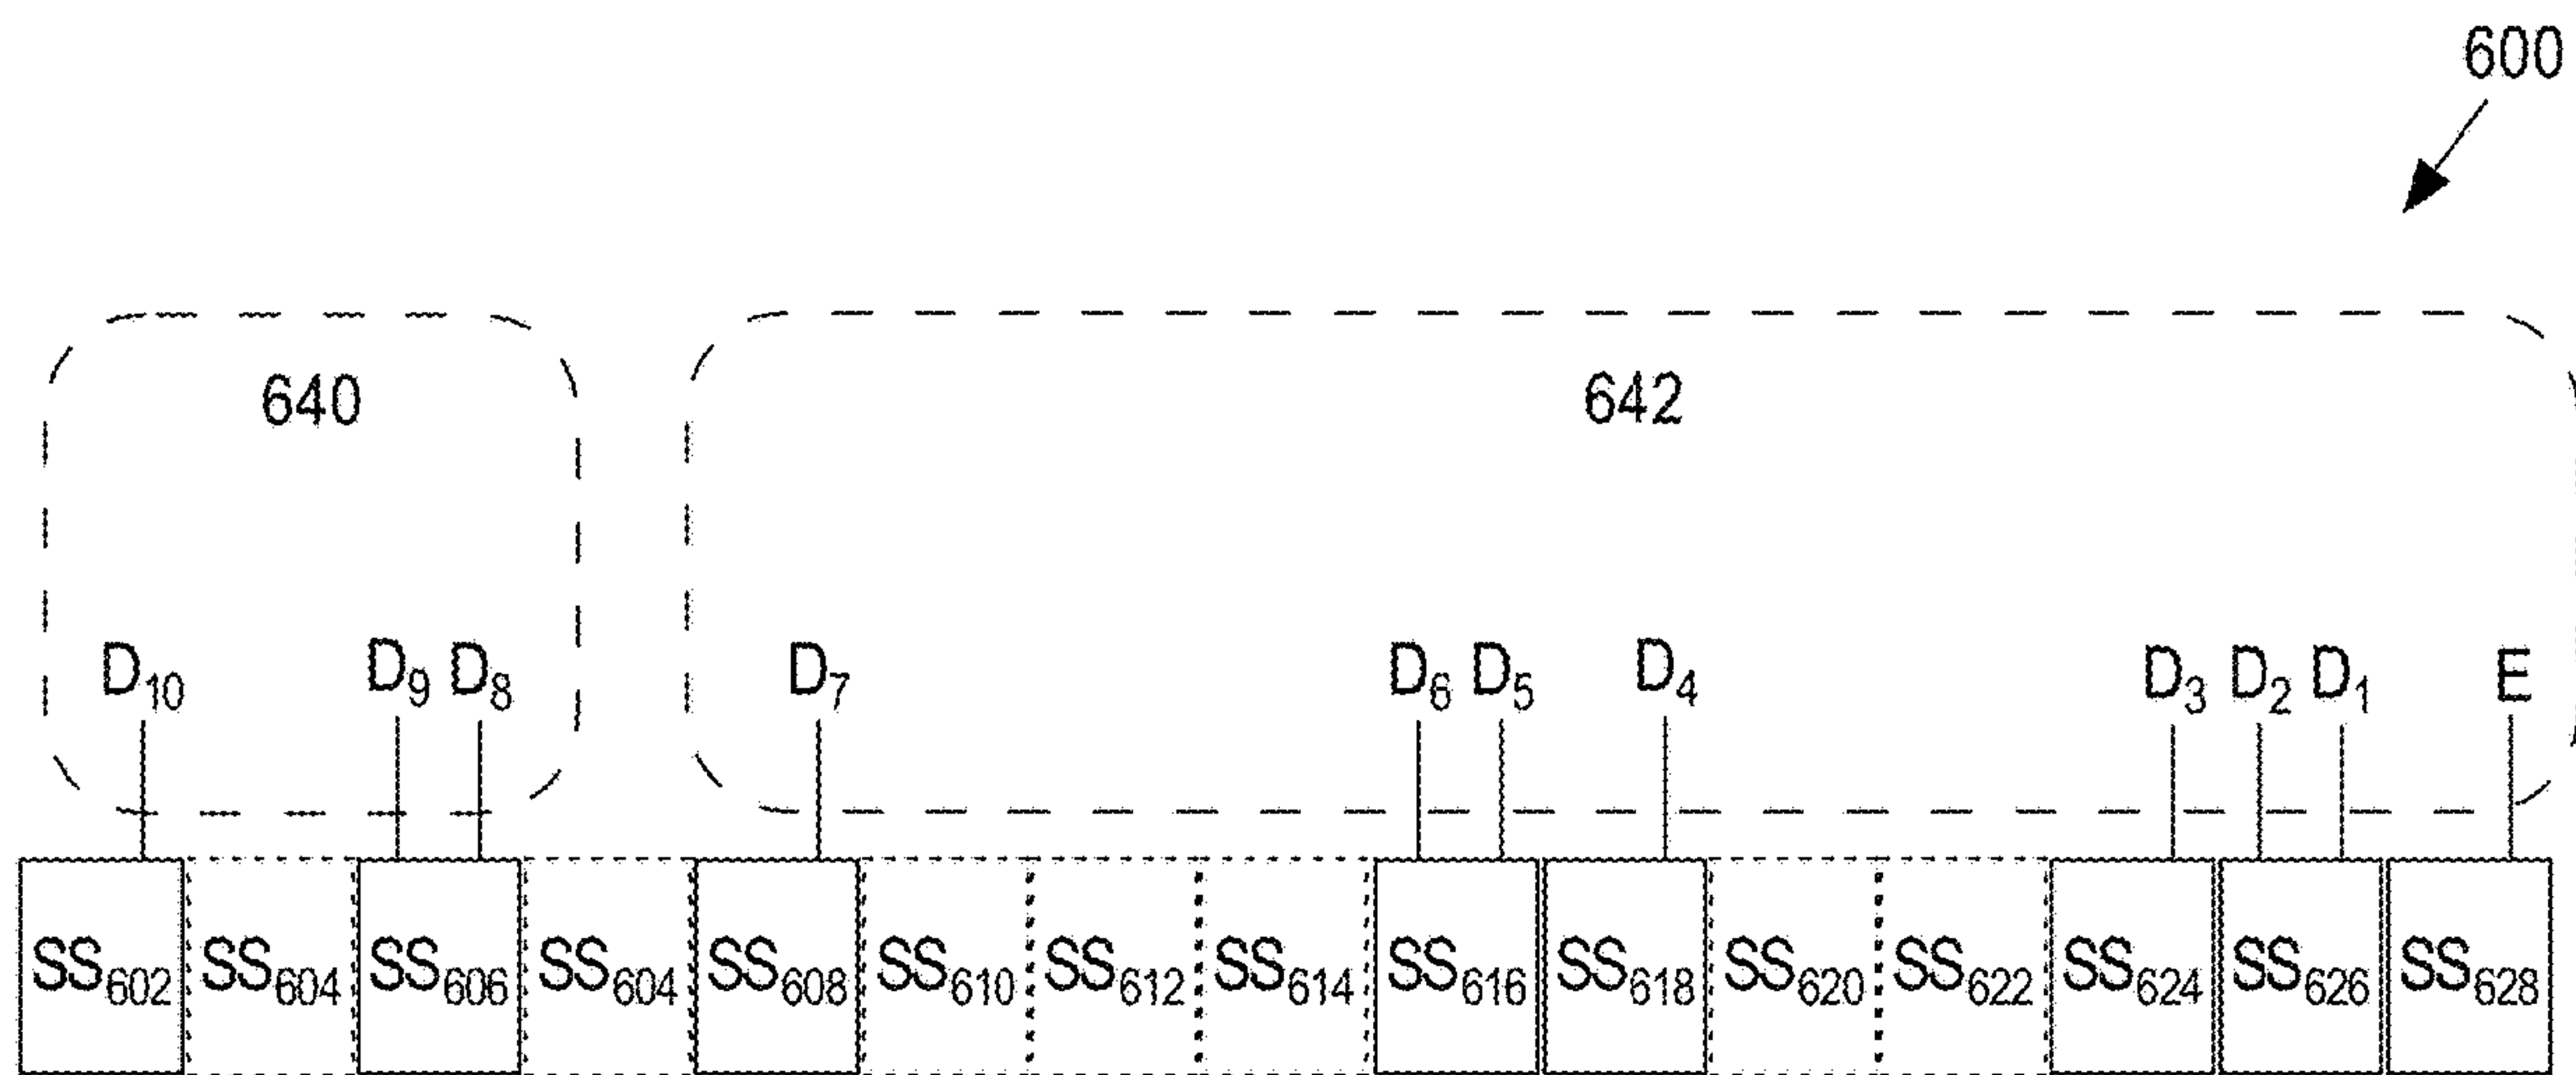 600
640 642
D₁₀ D₉ D₈ D₇ D₆ D₅ D₄ D₃ D₂ D₁ E
SS₆₀₂ SS₆₀₄ SS₆₀₆ SS₆₀₄ SS₆₀₈ SS₆₁₀ SS₆₁₂ SS₆₁₄ SS₆₁₆ SS₆₁₈ SS₆₂₀ SS₆₂₂ SS₆₂₄ SS₆₂₆ SS₆₂₈